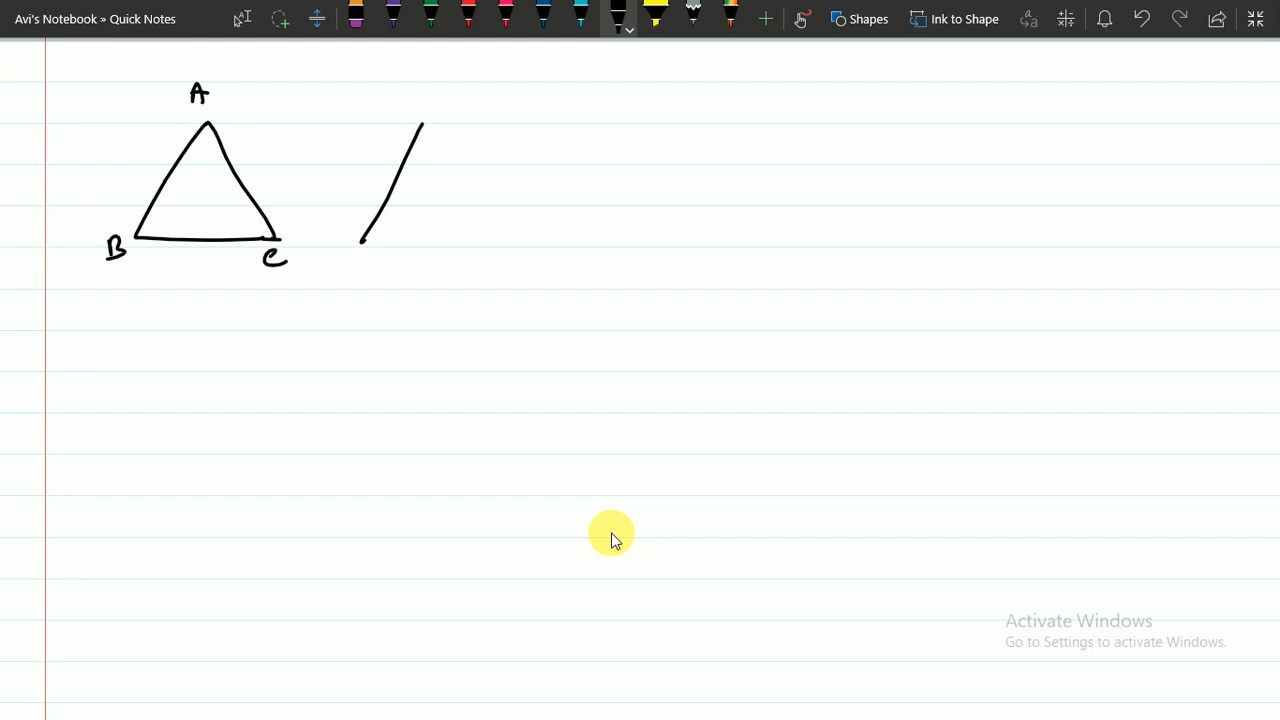 Avi's Notebook » Quick Notes
Shapes
Ink to Shape
A
B
C
Activate Windows
Go to Settings to activate Windows.